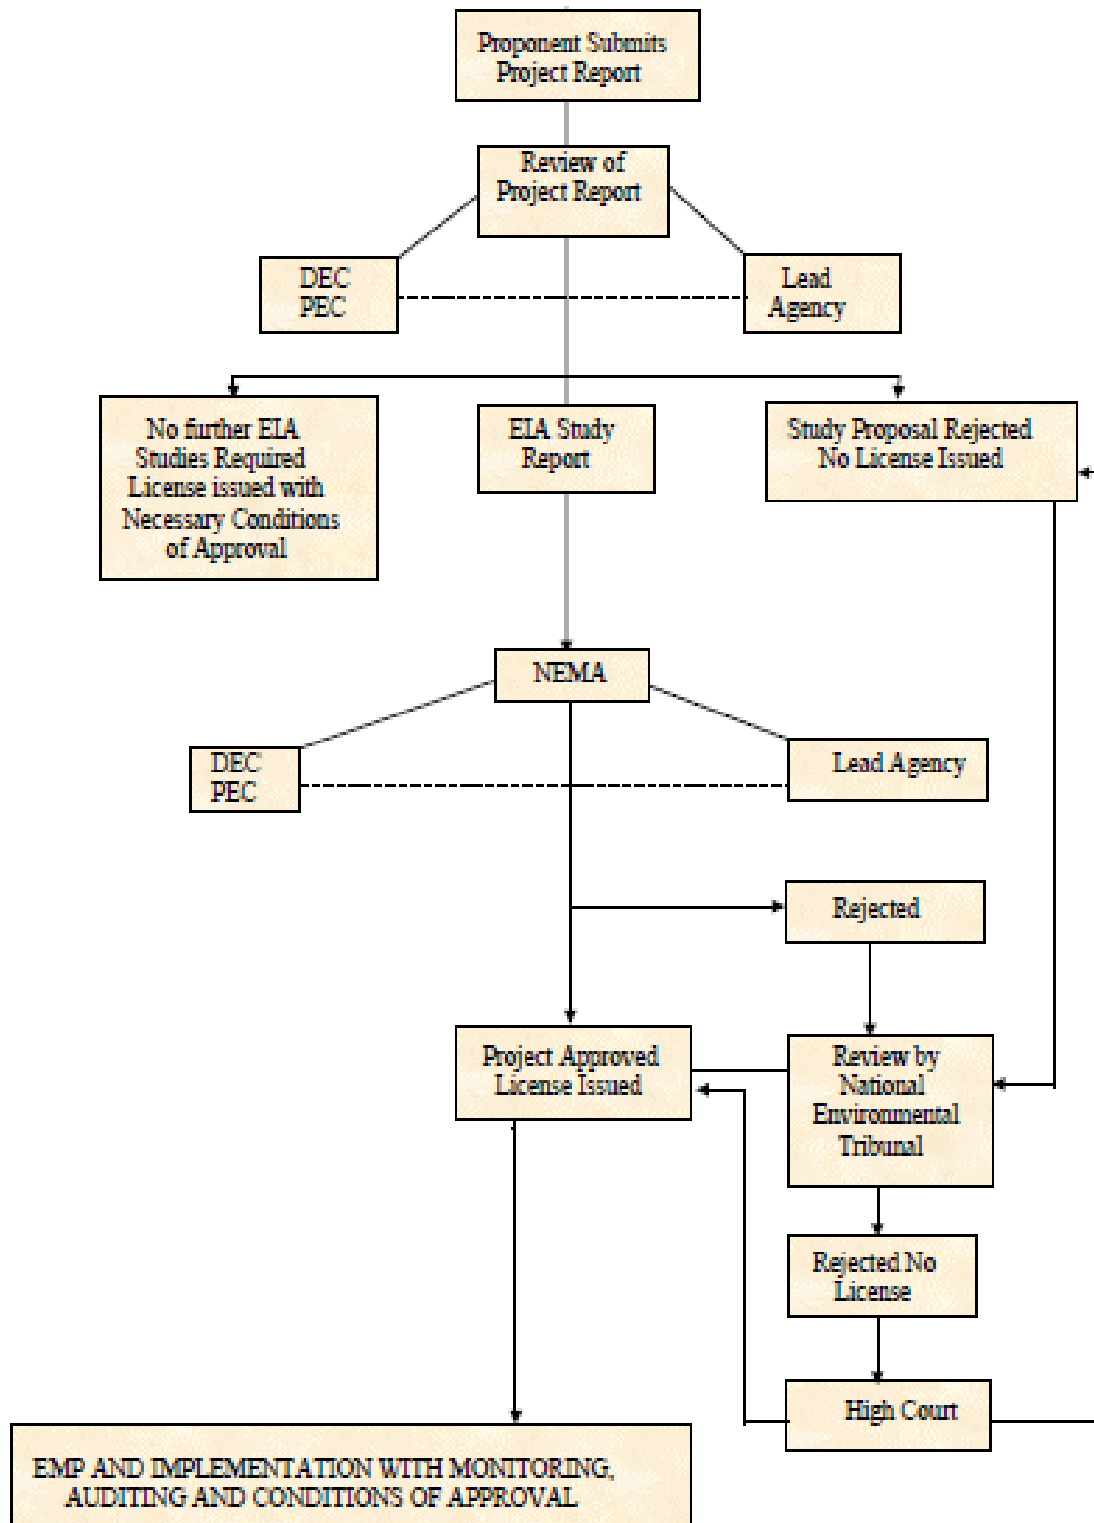 Proponent Submits
Project Report
Review of
Project Report
DEC
PEC
Lead
Agency
No further EIA
Studies Required
License issued with
Necessary Conditions
of Approval
EIA Study
Report
Study Proposal Rejected
No License Issued
NEMA
DEC
PEC
Lead Agency
Rejected
Project Approved
License Issued
Review by
National
Environmental
Tribunal
Rejected No
License
High Court
EMP AND IMPLEMENTATION WITH MONITORING,
AUDITING AND CONDITIONS OF APPROVAL